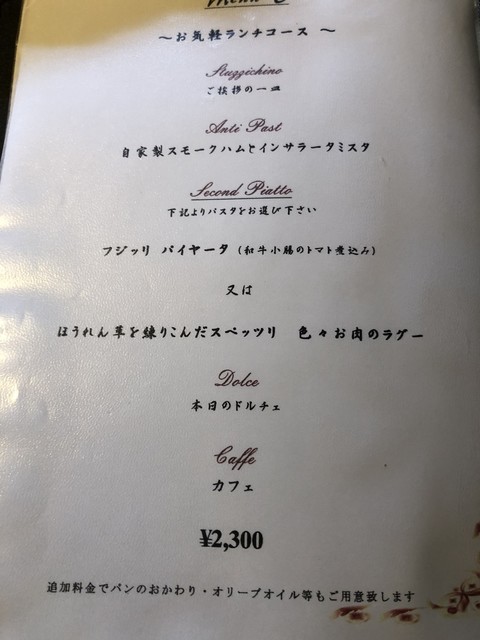 Menu
～お気軽ランチコース ～
Stuzzichino
ご挨拶の一皿
Anti Past
自家製スモークハムとインサラータミスタ
Second Piatto
下記よりパスタをお選び下さい
フジッリ パイヤータ (和牛小腸のトマト煮込み)
又は
ほうれん草を練りこんだスペッツリ 色々お肉のラグー
Dolce
本日のドルチェ
Caffe
カフェ
¥2,300
追加料金でパンのおかわり・オリーブオイル等もご用意致します